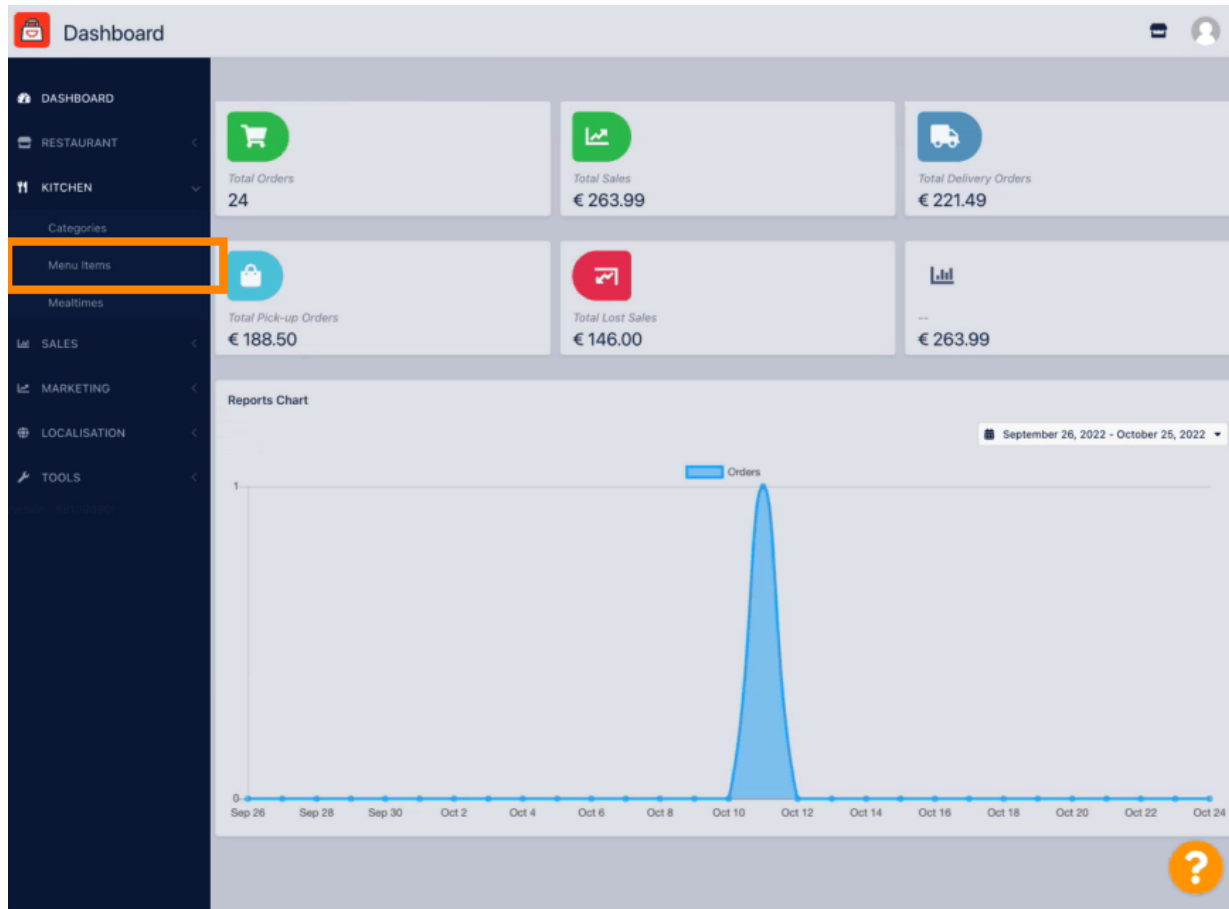 Dashboard
DASHBOARD
RESTAURANT
KITCHEN
Categories
Menu Items
Mealtimes
SALES
MARKETING
LOCALISATION
TOOLS
Total Orders
24
Total Sales
€ 263.99
Total Delivery Orders
€ 221.49
Total Pick-up Orders
€ 188.50
Total Lost Sales
€ 146.00
--
€ 263.99
Reports Chart
September 26, 2022 - October 25, 2022
Orders
1
0
Sep 26 Sep 28 Sep 30 Oct 2 Oct 4 Oct 6 Oct 8 Oct 10 Oct 12 Oct 14 Oct 16 Oct 18 Oct 20 Oct 22 Oct 24
?